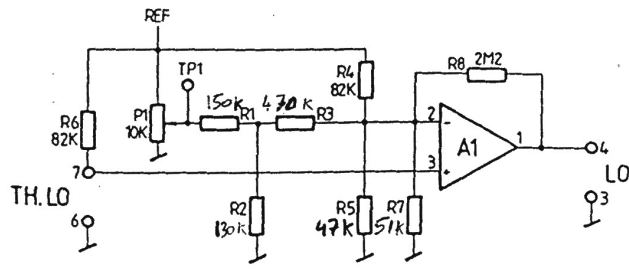 REF
TP1
R8 2M2
R4
82K
150K
470K
R1
R3
P1
10K
R6
82K
2
-
3
+
A1
1
4
LO
3
7
TH.LO
6
R2
130K
R5
47K
R7
51K